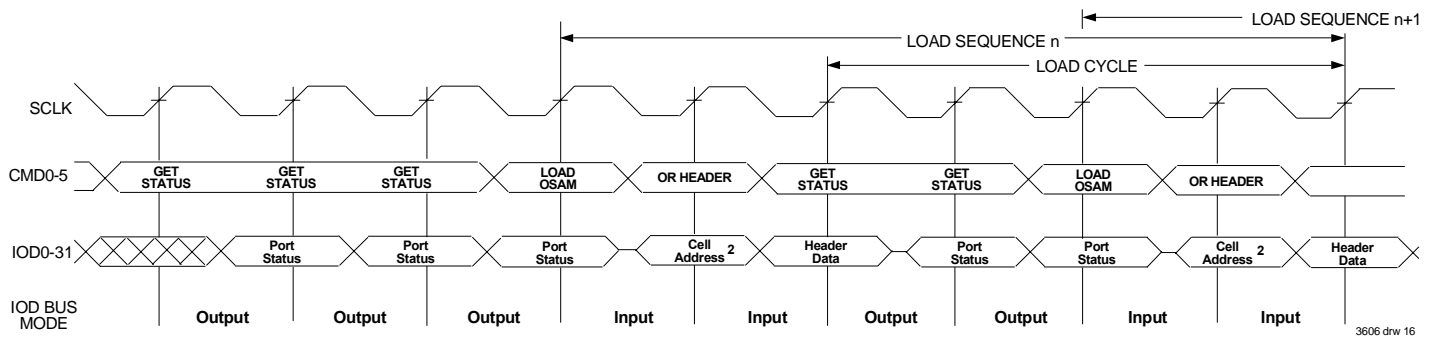 LOAD SEQUENCE n+1
LOAD SEQUENCE n
LOAD CYCLE
SCLK
CMD0-5 GET STATUS GET STATUS GET STATUS LOAD OSAM OR HEADER GET STATUS GET STATUS LOAD OSAM OR HEADER
IOD0-31 Port Status Port Status Port Status Cell Address 2 Header Data Port Status Port Status Cell Address 2 Header Data
IOD BUS MODE Output Output Output Input Input Output Output Input Input
3606 drw 16